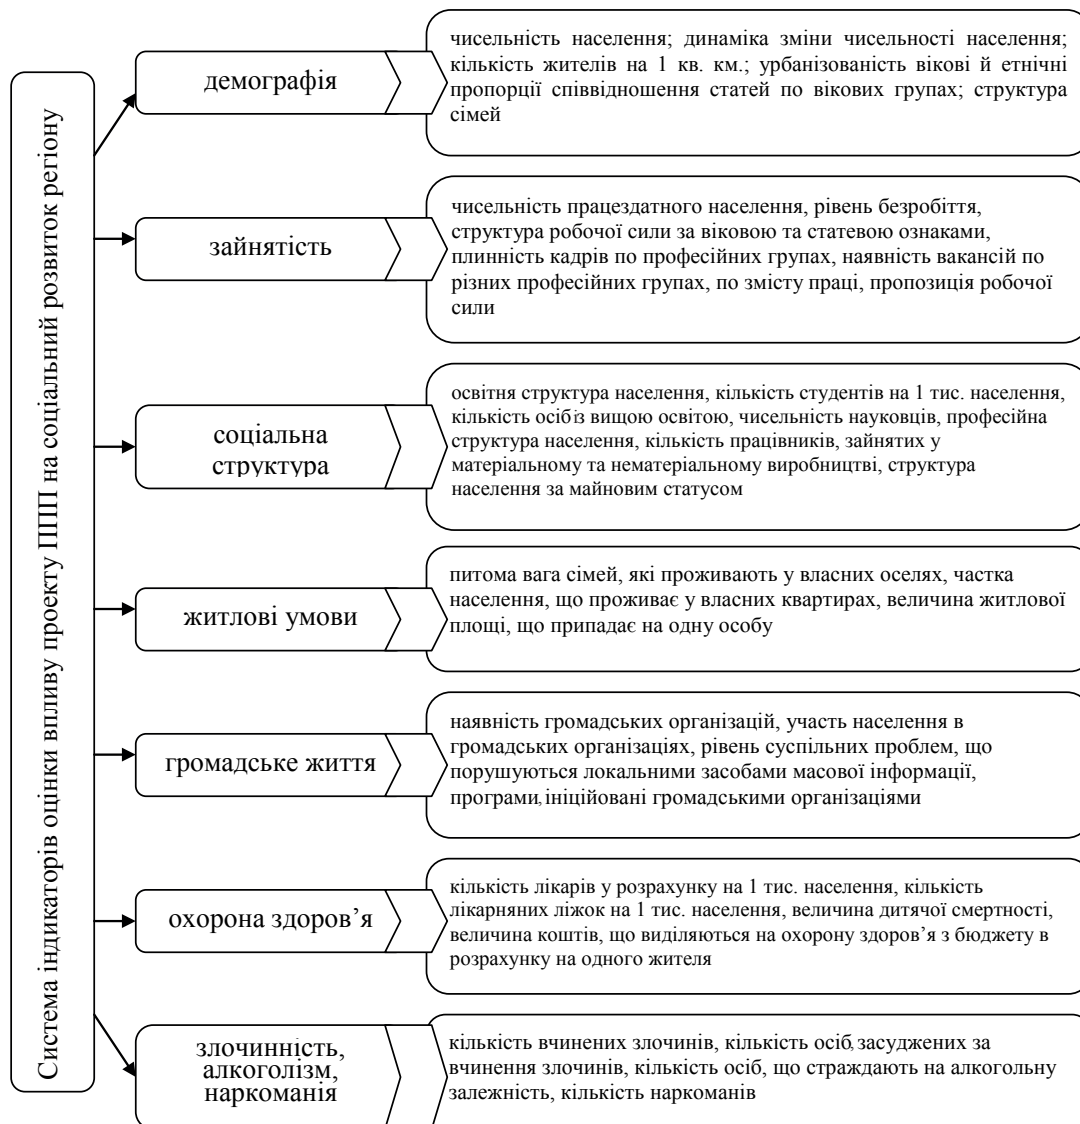 Система індикаторів оцінки впливу проекту ППП на соціальний розвиток регіону
демографія
чисельність населення; динаміка зміни чисельності населення;
кількість жителів на 1 кв. км.; урбанізованість вікові й етнічні
пропорції співвідношення статей по вікових групах; структура
сімей
зайнятість
чисельність працездатного населення, рівень безробіття,
структура робочої сили за віковою та статевою ознаками,
плинність кадрів по професійних групах, наявність вакансій по
різних професійних групах, по змісту праці, пропозиція робочої
сили
соціальна
структура
освітня структура населення, кількість студентів на 1 тис. населення,
кількість осіб із вищою освітою, чисельність науковців, професійна
структура населення, кількість працівників, зайнятих у
матеріальному та нематеріальному виробництві, структура
населення за майновим статусом
житлові умови
питома вага сімей, які проживають у власних оселях, частка
населення, що проживає у власних квартирах, величина житлової
площі, що припадає на одну особу
громадське життя
наявність громадських організацій, участь населення в
громадських організаціях, рівень суспільних проблем, що
порушуються локальними засобами масової інформації,
програми, ініційовані громадськими організаціями
охорона здоров’я
кількість лікарів у розрахунку на 1 тис. населення, кількість
лікарняних ліжок на 1 тис. населення, величина дитячої смертності,
величина коштів, що виділяються на охорону здоров’я з бюджету в
розрахунку на одного жителя
злочинність,
алкоголізм,
наркоманія
кількість вчинених злочинів, кількість осіб, засуджених за
вчинення злочинів, кількість осіб, що страждають на алкогольну
залежність, кількість наркоманів